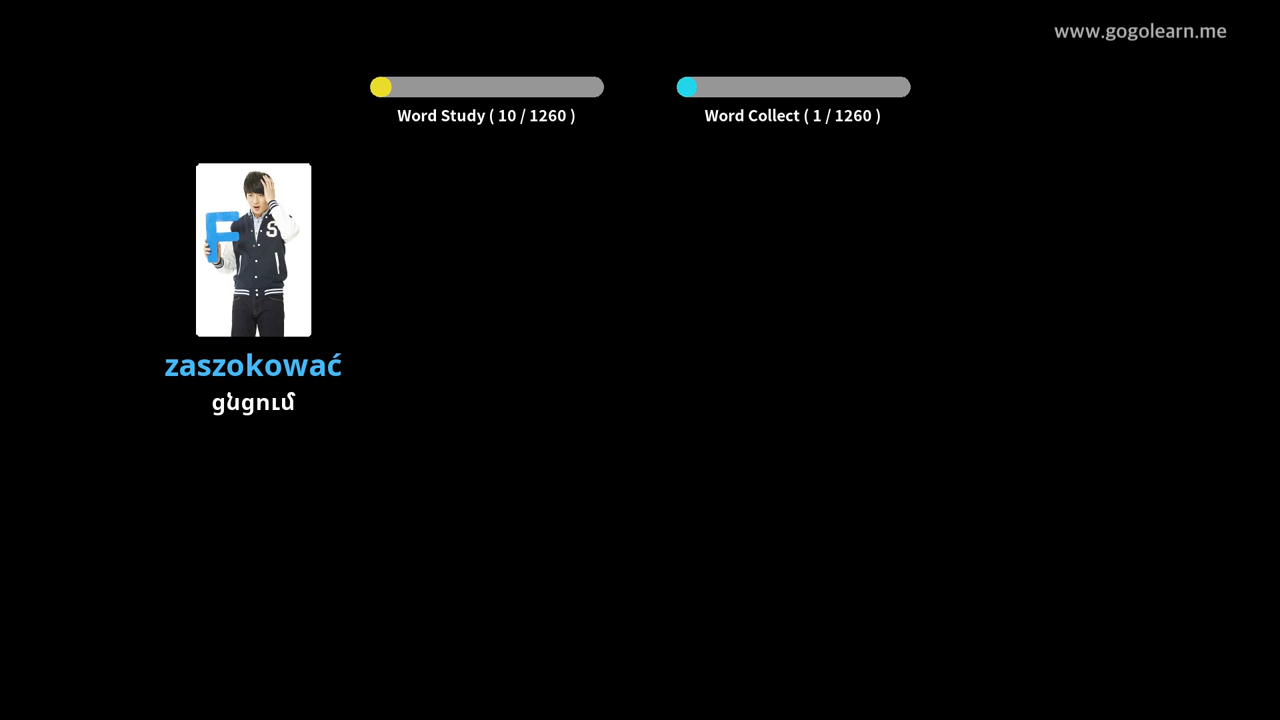 www.gogolearn.me
Word Study ( 10 / 1260 )
Word Collect ( 1 / 1260 )
F
S
zaszokować
ցնցում